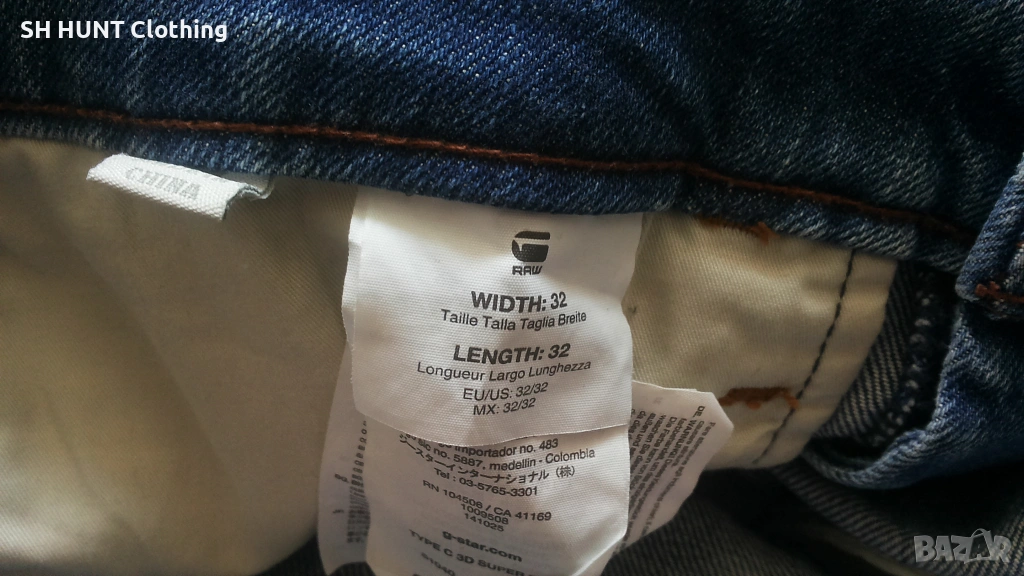 SH HUNT Clothing
CHINA
G
RAW
WIDTH: 32
Taille Talla Taglia Breite
LENGTH: 32
Longueur Largo Lunghezza
EU/US: 32/32
MX: 32/32
importador no. 483
no. 5887, medellin - Colombia
ースターインターナショナル（株）
Tel : 03-5765-3301
RN 104506 / CA 41169
1009508
141025
g-star.com
TYPE C 3D SUPER
BAZAR